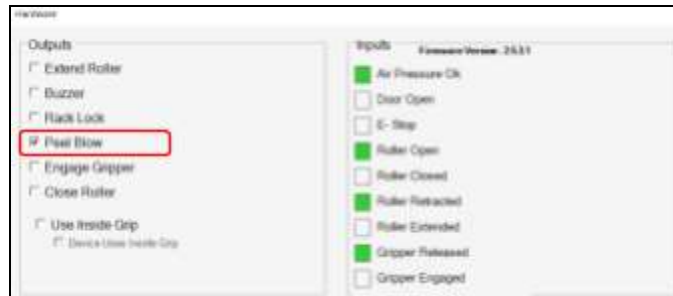 Hardware
Outputs
Extend Roller
Buzzer
Rack Lock
Peel Blow
Engage Gripper
Close Roller
Use Inside Grip
Device Uses Inside Grip
Inputs
Firmware Version 2.5.3.1
Air Pressure Ok
Door Open
E- Stop
Roller Open
Roller Closed
Roller Retracted
Roller Extended
Gripper Released
Gripper Engaged